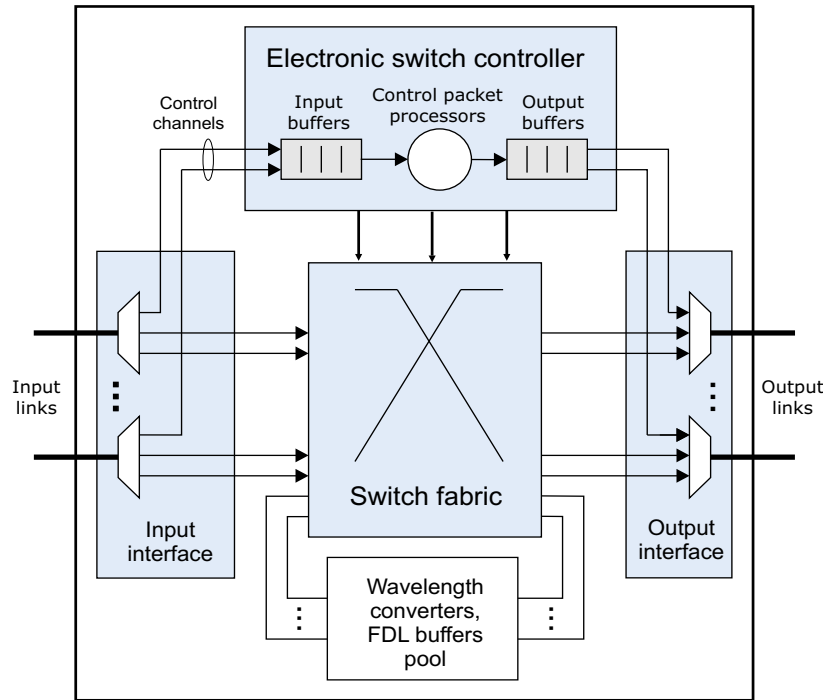 Electronic switch controller
Control
channels
Input
buffers
Control packet
processors
Output
buffers
Input
links
Output
links
Switch fabric
Input
interface
Output
interface
Wavelength
converters,
FDL buffers
pool